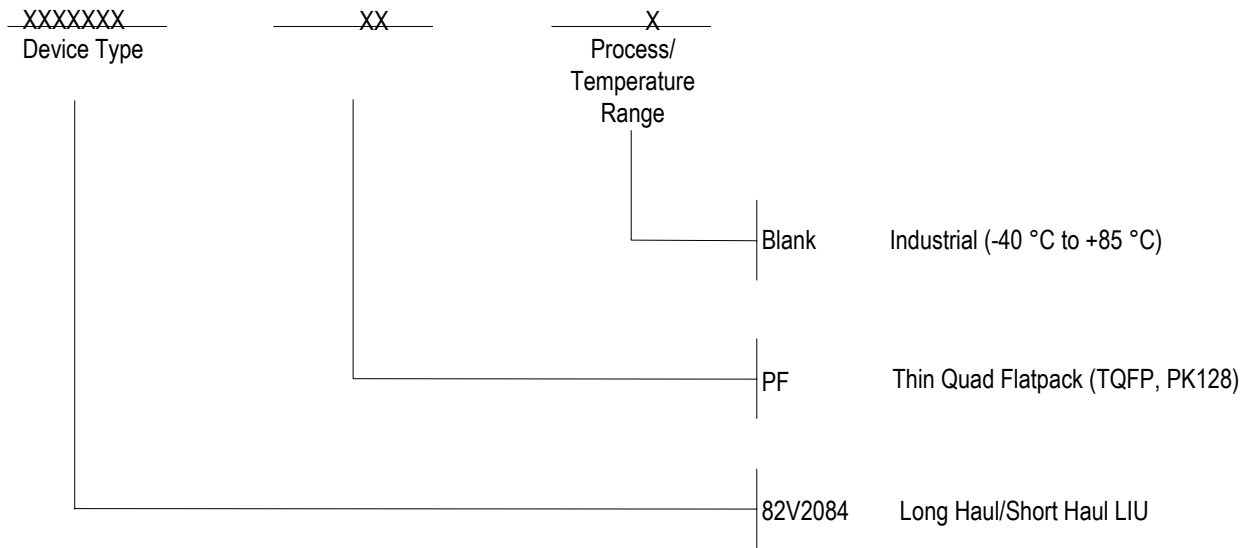 XXXXXXX XX X
Device Type Process/
Temperature
Range
Blank Industrial (-40 °C to +85 °C)
PF Thin Quad Flatpack (TQFP, PK128)
82V2084 Long Haul/Short Haul LIU